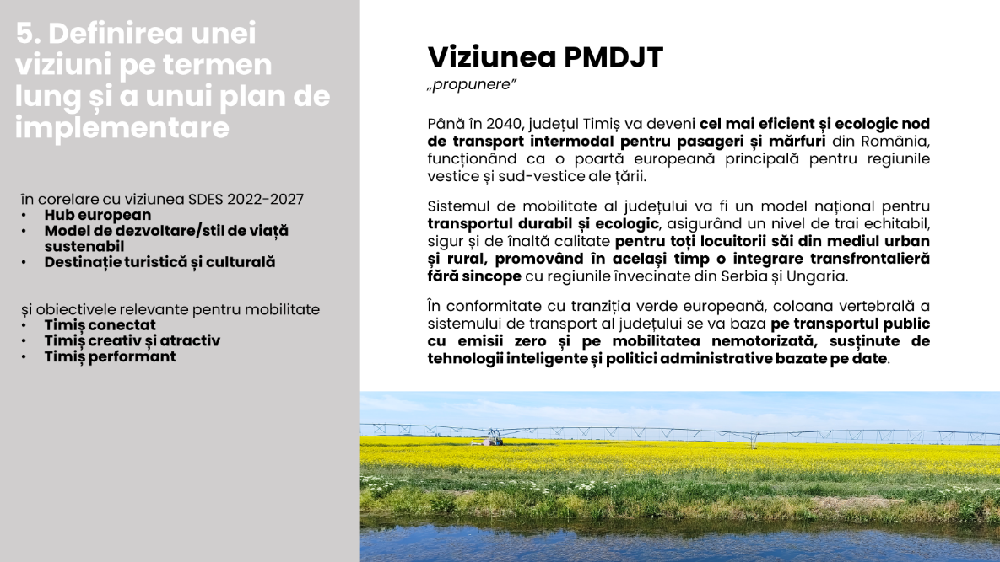 5. Definirea unei
viziuni pe termen
lung și a unui plan de
implementare
în corelare cu viziunea SDES 2022-2027
• Hub european
• Model de dezvoltare/stil de viață
sustenabil
• Destinație turistică și culturală
și obiectivele relevante pentru mobilitate
• Timiș conectat
• Timiș creativ și atractiv
• Timiș performant
Viziunea PMDJT
„propunere”
Până în 2040, județul Timiș va deveni cel mai eficient și ecologic nod
de transport intermodal pentru pasageri și mărfuri din România,
funcționând ca o poartă europeană principală pentru regiunile
vestice și sud-vestice ale țării.
Sistemul de mobilitate al județului va fi un model național pentru
transportul durabil și ecologic, asigurând un nivel de trai echitabil,
sigur și de înaltă calitate pentru toți locuitorii săi din mediul urban
și rural, promovând în același timp o integrare transfrontalieră
fără sincope cu regiunile învecinate din Serbia și Ungaria.
În conformitate cu tranziția verde europeană, coloana vertebrală a
sistemului de transport al județului se va baza pe transportul public
cu emisii zero și pe mobilitatea nemotorizată, susținute de
tehnologii inteligente și politici administrative bazate pe date.